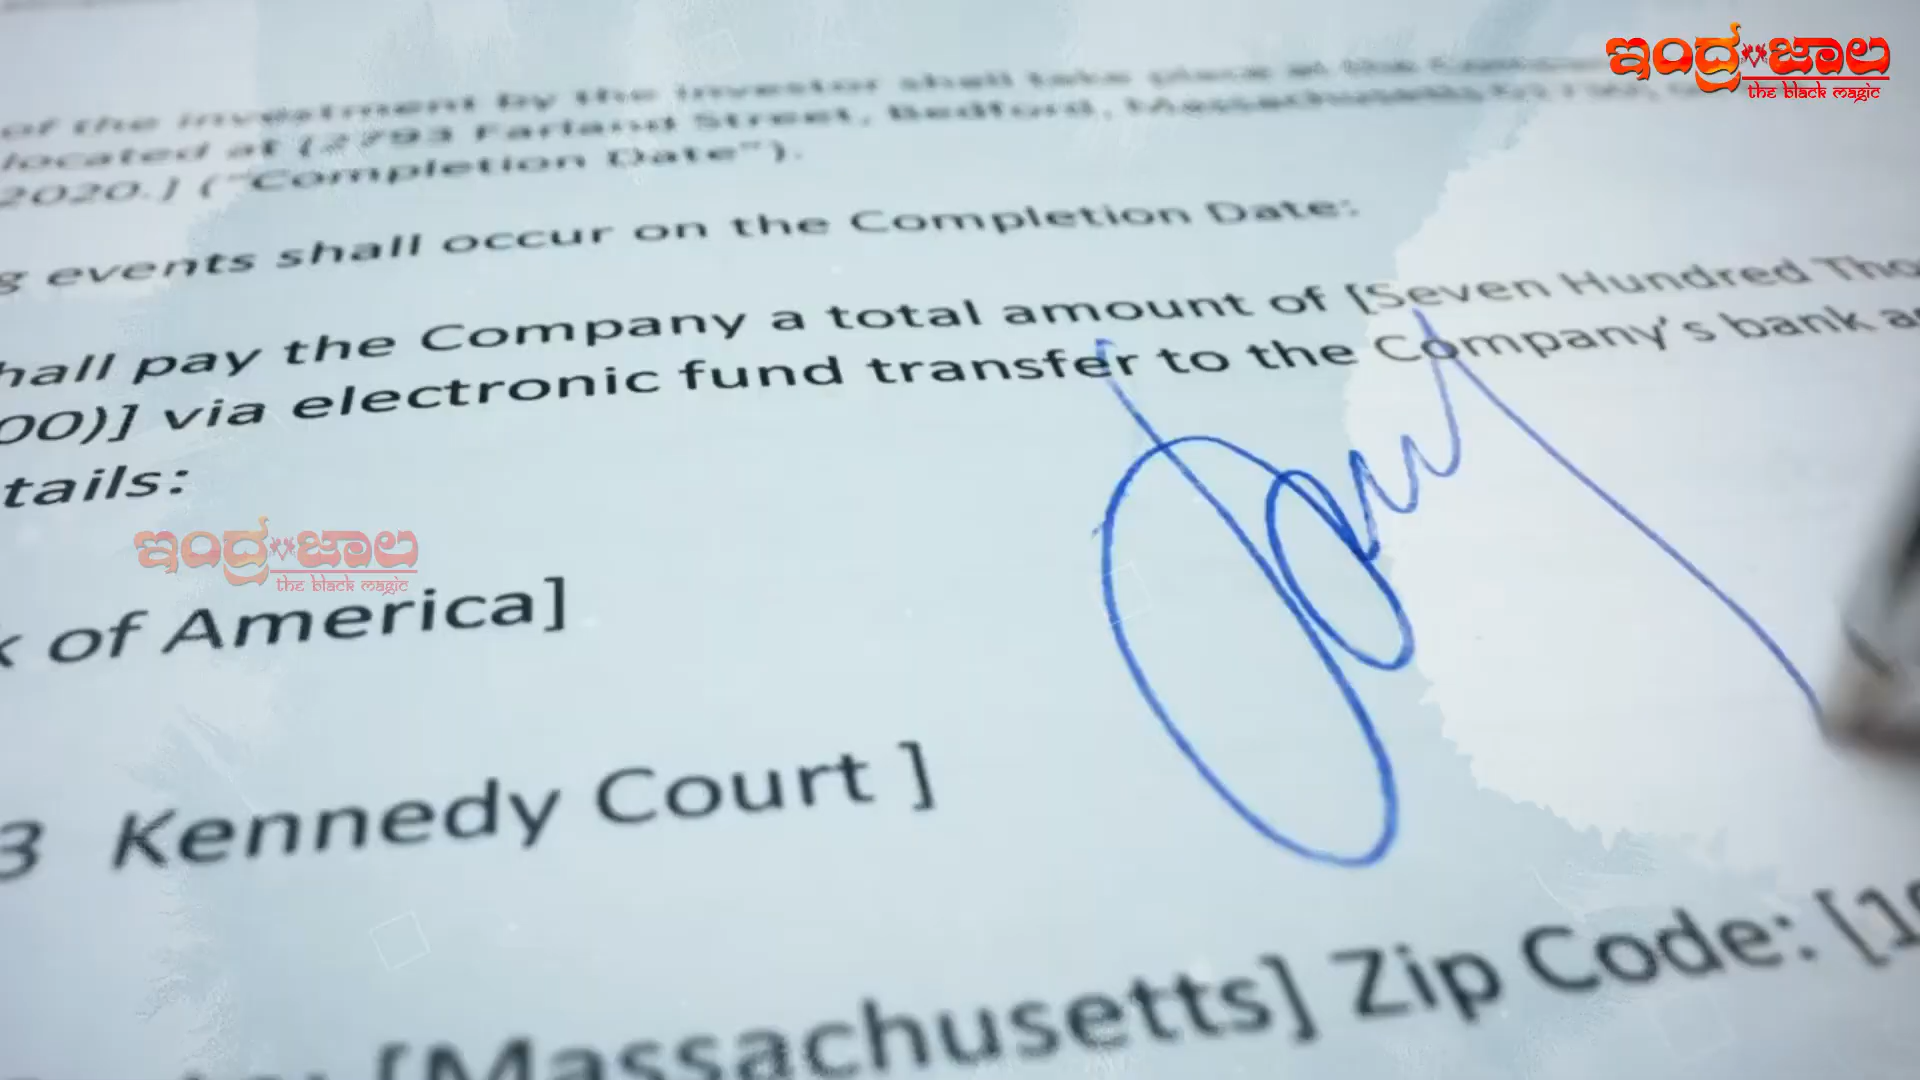 ಇಂದ್ರಜಾಲ
the black magic
of the investment by the investor shall take place at the
located at (2793 Farland Street, Bedford, Massachusetts
2020.] ("Completion Date").
g events shall occur on the Completion Date:
hall pay the Company a total amount of [Seven Hundred Tho
00)] via electronic fund transfer to the Company's bank a
tails:
ಇಂದ್ರಜಾಲ
the black magic
k of America]
3 Kennedy Court ]
[Massachusetts] Zip Code: [1